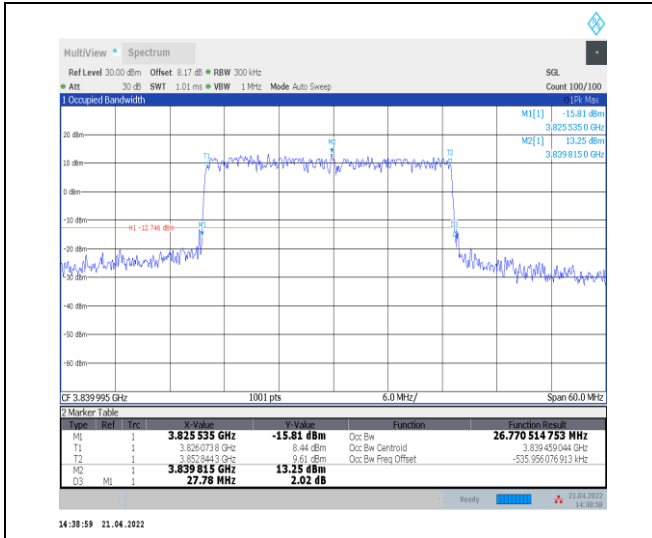 MultiView Spectrum
Ref Level 30.00 dBm Offset 8.17 dB RBW 300 kHz SGL
Att 30 dB SWT 1.01 ms VBW 1 MHz Mode Auto Sweep Count 100/100
1 Occupied Bandwidth 1Pk Max
M1[1] -15.81 dBm
3.825535 0 GHz
M2[1] 13.25 dBm
3.839815 0 GHz
20 dBm
M2
T1 T2
10 dBm
0 dBm
-10 dBm
H1 -12.746 dBm M1 D3
-20 dBm
-30 dBm
-40 dBm
-50 dBm
-60 dBm
CF 3.839995 GHz 1001 pts 6.0 MHz/ Span 60.0 MHz
2 Marker Table
Type Ref Trc X-Value Y-Value Function Function Result
M1 1 3.825 535 GHz -15.81 dBm Occ Bw 26.770 514 753 MHz
T1 1 3.826073 8 GHz 8.44 dBm Occ Bw Centroid 3.839 459 044 GHz
T2 1 3.852844 3 GHz 9.61 dBm Occ Bw Freq Offset -535.956 076 913 kHz
M2 1 3.839 815 GHz 13.25 dBm
D3 M1 1 27.78 MHz 2.02 dB
Ready 21.04.2022
14:38:58
14:38:59 21.04.2022